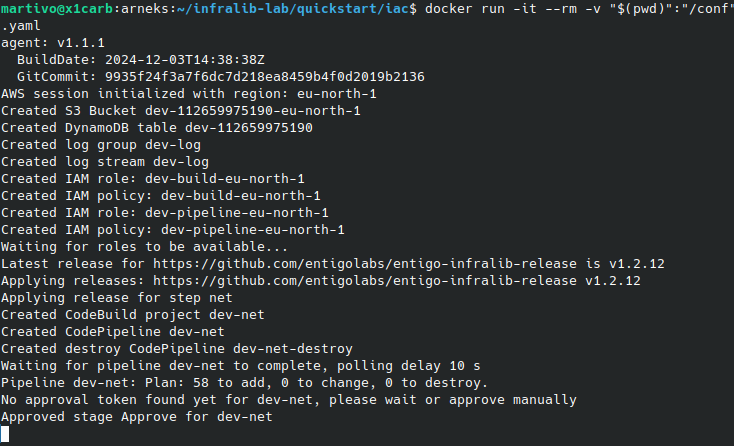 martivo@x1carb:arneks:~/infralib-lab/quickstart/iac$ docker run -it --rm -v "$(pwd)":"/conf"
.yaml
agent: v1.1.1
  BuildDate: 2024-12-03T14:38:38Z
  GitCommit: 9935f24f3a7f6dc7d218ea8459b4f0d2019b2136
AWS session initialized with region: eu-north-1
Created S3 Bucket dev-112659975190-eu-north-1
Created DynamoDB table dev-112659975190
Created log group dev-log
Created log stream dev-log
Created IAM role: dev-build-eu-north-1
Created IAM policy: dev-build-eu-north-1
Created IAM role: dev-pipeline-eu-north-1
Created IAM policy: dev-pipeline-eu-north-1
Waiting for roles to be available...
Latest release for https://github.com/entigolabs/entigo-infralib-release is v1.2.12
Applying releases: https://github.com/entigolabs/entigo-infralib-release v1.2.12
Applying release for step net
Created CodeBuild project dev-net
Created CodePipeline dev-net
Created destroy CodePipeline dev-net-destroy
Waiting for pipeline dev-net to complete, polling delay 10 s
Pipeline dev-net: Plan: 58 to add, 0 to change, 0 to destroy.
No approval token found yet for dev-net, please wait or approve manually
Approved stage Approve for dev-net